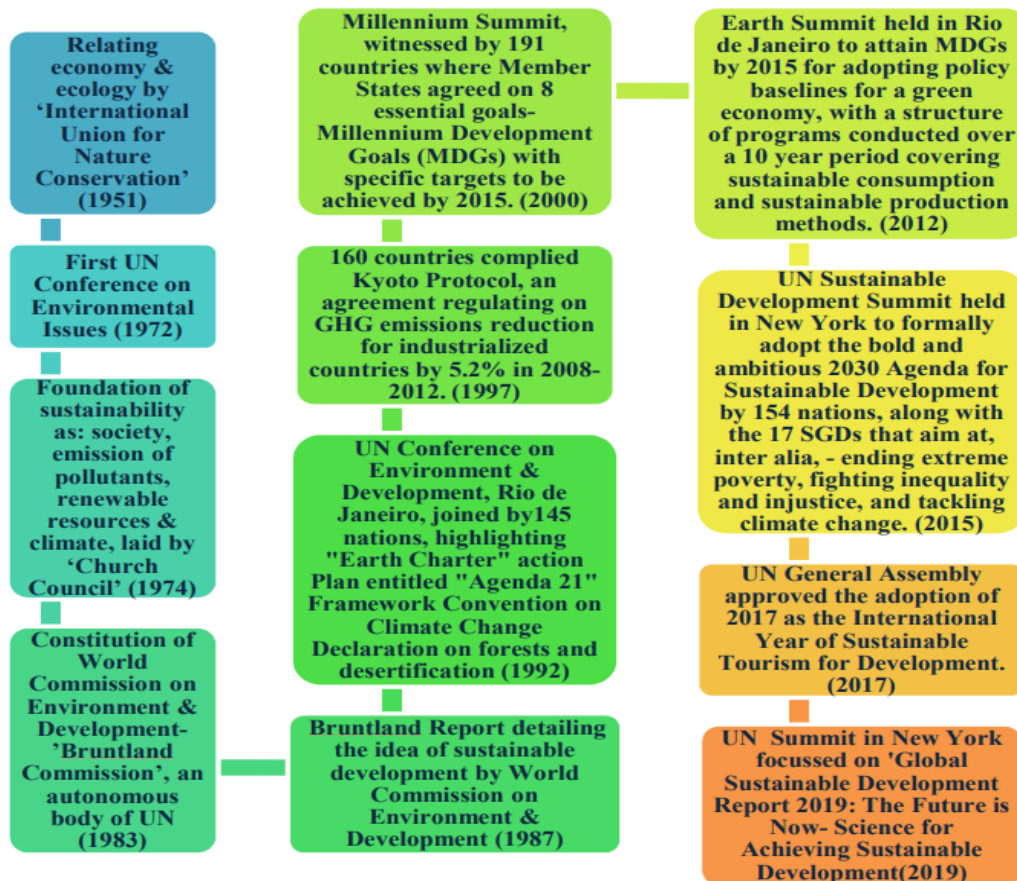 Relating
economy &
ecology by
‘International
Union for
Nature
Conservation’
(1951)
First UN
Conference on
Environmental
Issues (1972)
Foundation of
sustainability
as: society,
emission of
pollutants,
renewable
resources &
climate, laid by
‘Church
Council’ (1974)
Constitution of
World
Commission on
Environment &
Development-
’Bruntland
Commission’, an
autonomous
body of UN
(1983)
Bruntland Report detailing
the idea of sustainable
development by World
Commission on
Environment &
Development (1987)
UN Conference on
Environment &
Development, Rio de
Janeiro, joined by145
nations, highlighting
"Earth Charter" action
Plan entitled "Agenda 21"
Framework Convention on
Climate Change
Declaration on forests and
desertification (1992)
160 countries complied
Kyoto Protocol, an
agreement regulating on
GHG emissions reduction
for industrialized
countries by 5.2% in 2008-
2012. (1997)
Millennium Summit,
witnessed by 191
countries where Member
States agreed on 8
essential goals-
Millennium Development
Goals (MDGs) with
specific targets to be
achieved by 2015. (2000)
Earth Summit held in Rio
de Janeiro to attain MDGs
by 2015 for adopting policy
baselines for a green
economy, with a structure
of programs conducted over
a 10 year period covering
sustainable consumption
and sustainable production
methods. (2012)
UN Sustainable
Development Summit held
in New York to formally
adopt the bold and
ambitious 2030 Agenda for
Sustainable Development
by 154 nations, along with
the 17 SGDs that aim at,
inter alia, - ending extreme
poverty, fighting inequality
and injustice, and tackling
climate change. (2015)
UN General Assembly
approved the adoption of
2017 as the International
Year of Sustainable
Tourism for Development.
(2017)
UN Summit in New York
focussed on 'Global
Sustainable Development
Report 2019: The Future is
Now- Science for
Achieving Sustainable
Development(2019)